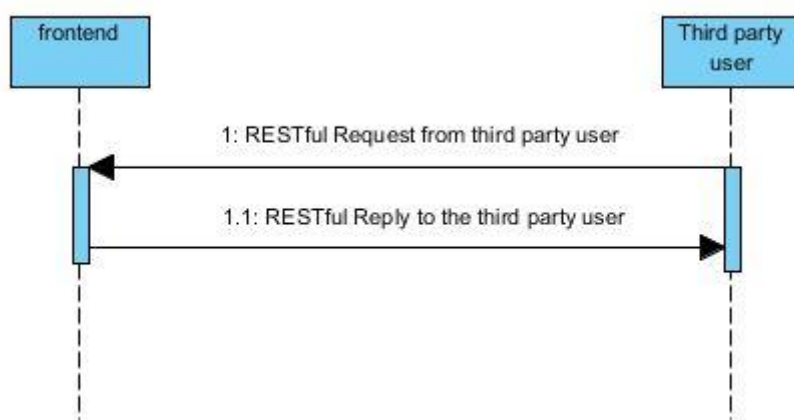 frontend
Third party
user
1: RESTful Request from third party user
1.1: RESTful Reply to the third party user